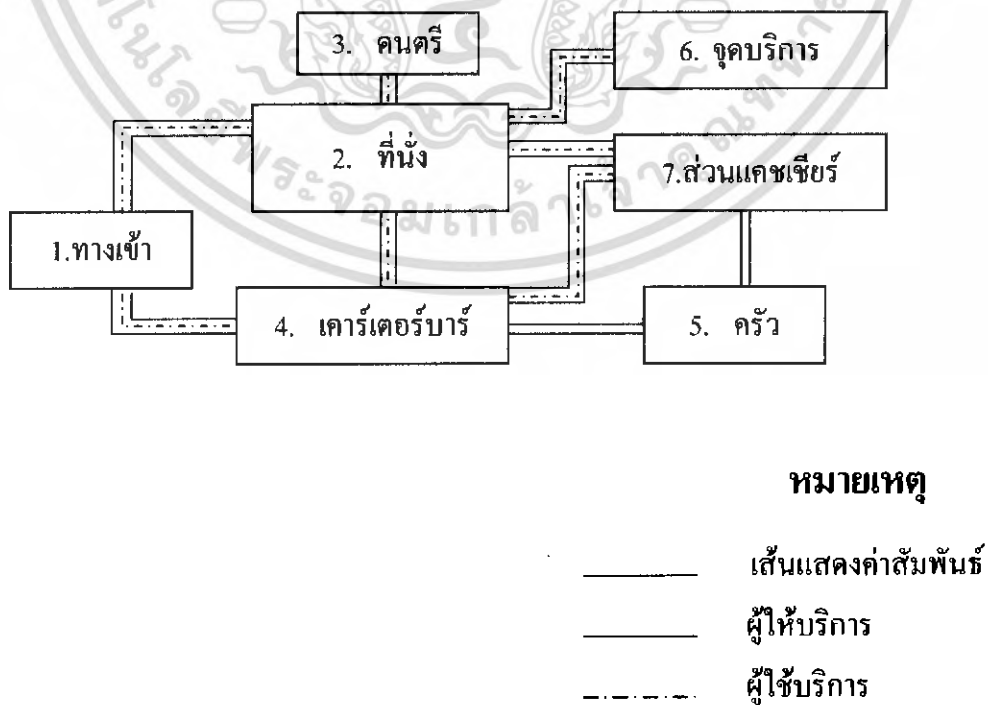 3. ดนตรี
6. จุดบริการ
2. ที่นั่ง
7.ส่วนแคชเชียร์
1.ทางเข้า
4. เคาร์เตอร์บาร์
5. ครัว
หมายเหตุ
เส้นแสดงค่าสัมพันธ์
ผู้ให้บริการ
ผู้ใช้บริการ